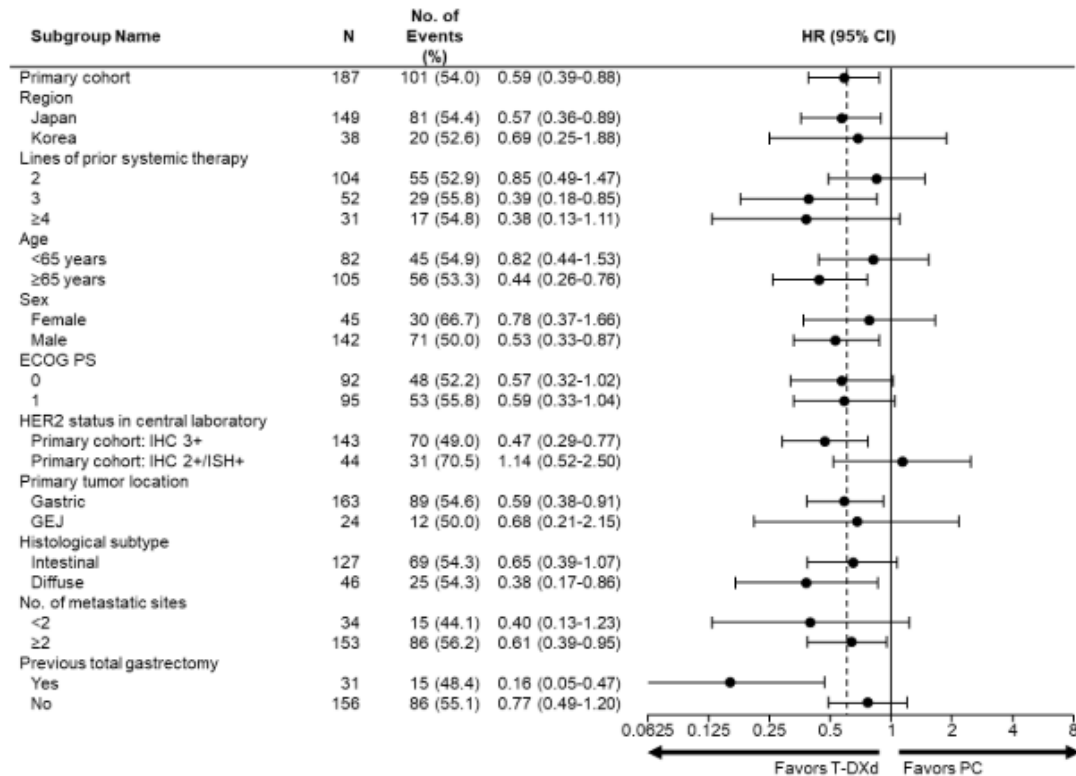 No. of
Subgroup Name N Events HR (95% CI)
(%)
Primary cohort 187 101 (54.0) 0.59 (0.39-0.88)
Region
Japan 149 81 (54.4) 0.57 (0.36-0.89)
Korea 38 20 (52.6) 0.69 (0.25-1.88)
Lines of prior systemic therapy
2 104 55 (52.9) 0.85 (0.49-1.47)
3 52 29 (55.8) 0.39 (0.18-0.85)
≥4 31 17 (54.8) 0.38 (0.13-1.11)
Age
<65 years 82 45 (54.9) 0.82 (0.44-1.53)
≥65 years 105 56 (53.3) 0.44 (0.26-0.76)
Sex
Female 45 30 (66.7) 0.78 (0.37-1.66)
Male 142 71 (50.0) 0.53 (0.33-0.87)
ECOG PS
0 92 48 (52.2) 0.57 (0.32-1.02)
1 95 53 (55.8) 0.59 (0.33-1.04)
HER2 status in central laboratory
Primary cohort: IHC 3+ 143 70 (49.0) 0.47 (0.29-0.77)
Primary cohort: IHC 2+/ISH+ 44 31 (70.5) 1.14 (0.52-2.50)
Primary tumor location
Gastric 163 89 (54.6) 0.59 (0.38-0.91)
GEJ 24 12 (50.0) 0.68 (0.21-2.15)
Histological subtype
Intestinal 127 69 (54.3) 0.65 (0.39-1.07)
Diffuse 46 25 (54.3) 0.38 (0.17-0.86)
No. of metastatic sites
<2 34 15 (44.1) 0.40 (0.13-1.23)
≥2 153 86 (56.2) 0.61 (0.39-0.95)
Previous total gastrectomy
Yes 31 15 (48.4) 0.16 (0.05-0.47)
No 156 86 (55.1) 0.77 (0.49-1.20)
0.0625 0.125 0.25 0.5 1 2 4 8
Favors T-DXd Favors PC